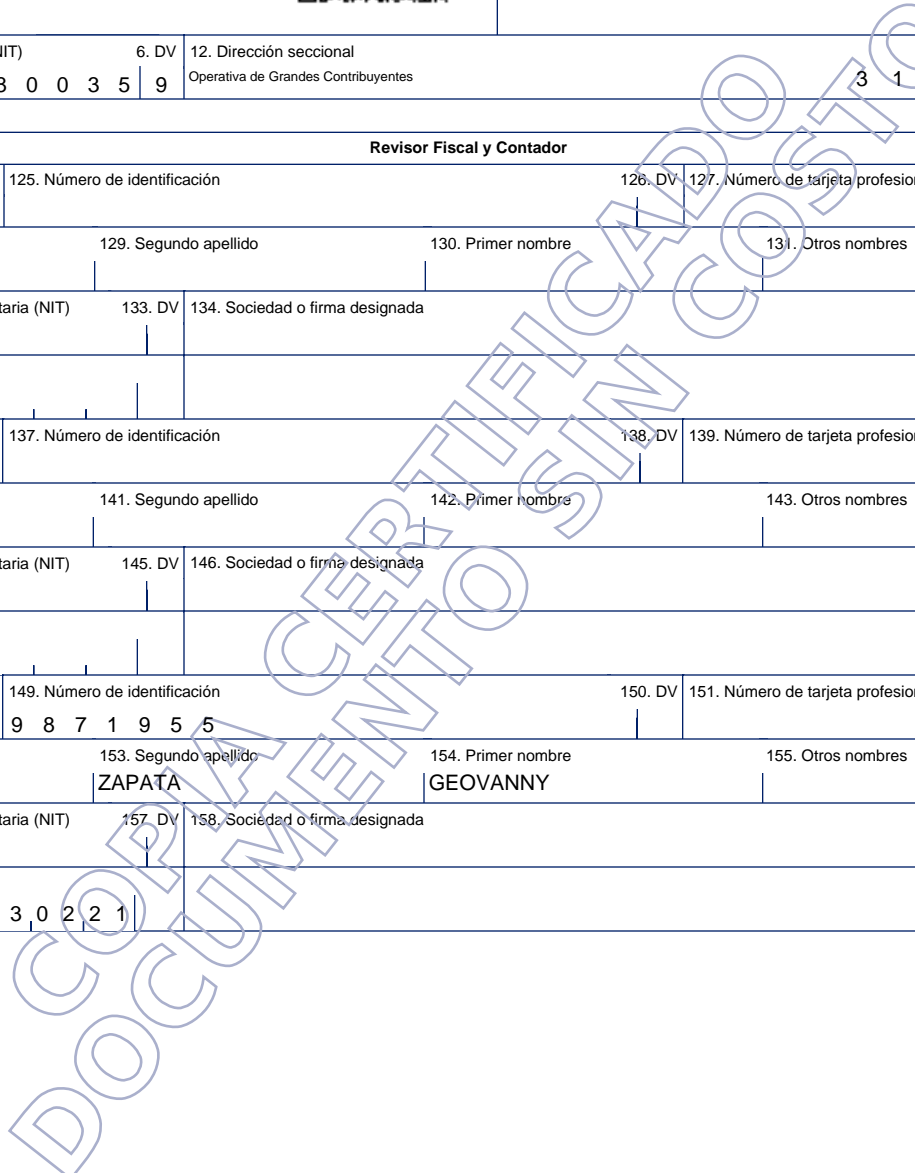 NIT) 6. DV 12. Dirección seccional
3 0 0 3 5 9 Operativa de Grandes Contribuyentes 3 1
Revisor Fiscal y Contador
125. Número de identificación 126. DV 127. Número de tarjeta profesion
129. Segundo apellido 130. Primer nombre 131. Otros nombres
taria (NIT) 133. DV 134. Sociedad o firma designada
137. Número de identificación 138. DV 139. Número de tarjeta profesion
141. Segundo apellido 142. Primer nombre 143. Otros nombres
taria (NIT) 145. DV 146. Sociedad o firma designada
149. Número de identificación 150. DV 151. Número de tarjeta profesion
9 8 7 1 9 5 5
153. Segundo apellido 154. Primer nombre 155. Otros nombres
ZAPATA GEOVANNY
taria (NIT) 157. DV 158. Sociedad o firma designada
3 0 2 2 1
COPIA CERTIFICADO
DOCUMENTO SIN COSTO